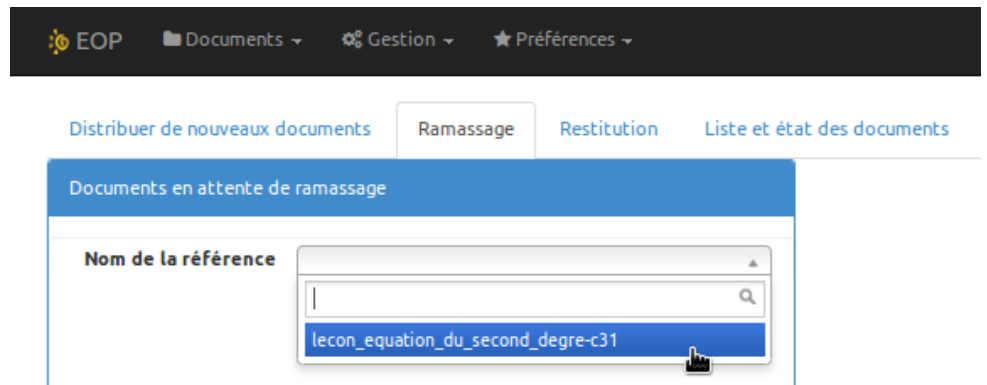 EOP Documents Gestion Préférences
Distribuer de nouveaux documents Ramassage Restitution Liste et état des documents
Documents en attente de ramassage
Nom de la référence
lecon_equation_du_second_degre-c31